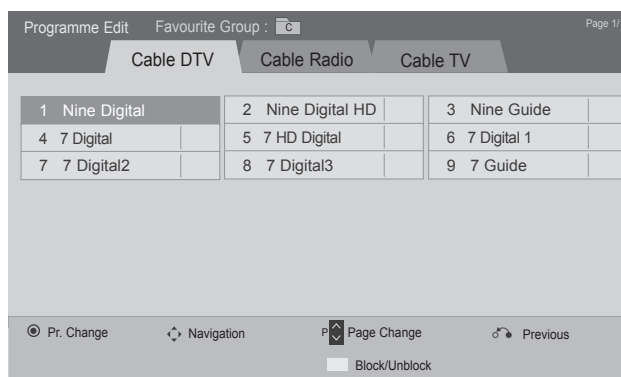 Programme Edit Favourite Group : C Page 1/
Cable DTV Cable Radio Cable TV
1 Nine Digital 2 Nine Digital HD 3 Nine Guide
4 7 Digital 5 7 HD Digital 6 7 Digital 1
7 7 Digital2 8 7 Digital3 9 7 Guide
Pr. Change Navigation P Page Change Previous
Block/Unblock